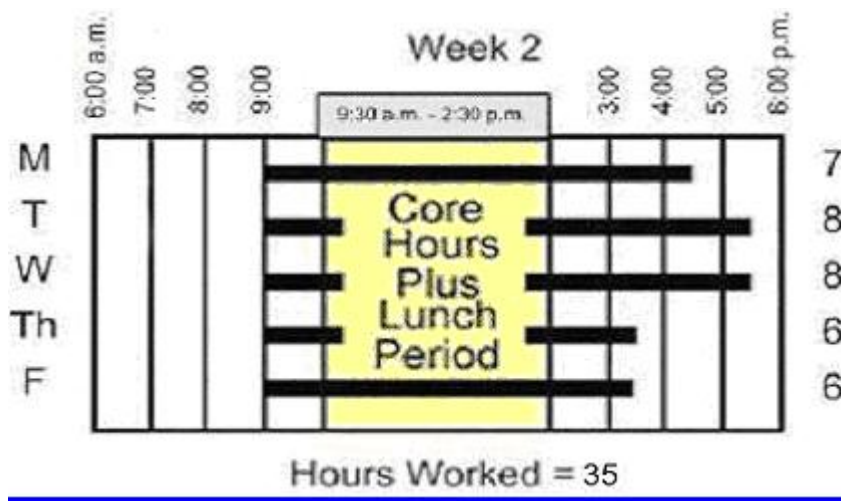 Week 2
6:00 a.m. 7:00 8:00 9:00 3:00 4:00 5:00 6:00 p.m.
9:30 a.m. - 2:30 p.m.
M 7
T 8
W 8
Th 6
F 6
Core
Hours
Plus
Lunch
Period
Hours Worked = 35